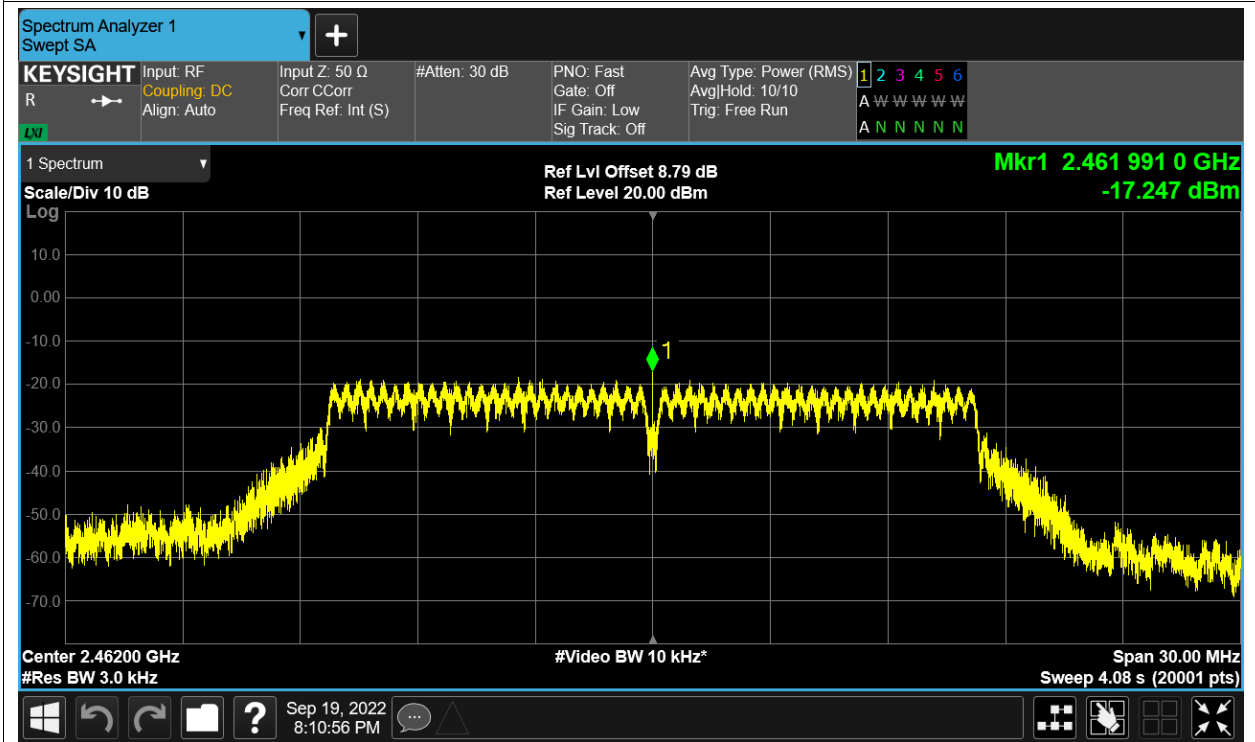 Spectrum Analyzer 1
Swept SA
+
KEYSIGHT
R
LXI
Input: RF
Coupling: DC
Align: Auto
Input Z: 50 Ω
Corr CCorr
Freq Ref: Int (S)
#Atten: 30 dB
PNO: Fast
Gate: Off
IF Gain: Low
Sig Track: Off
Avg Type: Power (RMS)
Avg|Hold: 10/10
Trig: Free Run
1 2 3 4 5 6
A W W W W W
A N N N N N
1 Spectrum
Scale/Div 10 dB
Log
Ref Lvl Offset 8.79 dB
Ref Level 20.00 dBm
Mkr1 2.461 991 0 GHz
-17.247 dBm
10.0
0.00
-10.0
1
-20.0
-30.0
-40.0
-50.0
-60.0
-70.0
Center 2.46200 GHz
#Res BW 3.0 kHz
#Video BW 10 kHz*
Span 30.00 MHz
Sweep 4.08 s (20001 pts)
?
Sep 19, 2022
8:10:56 PM